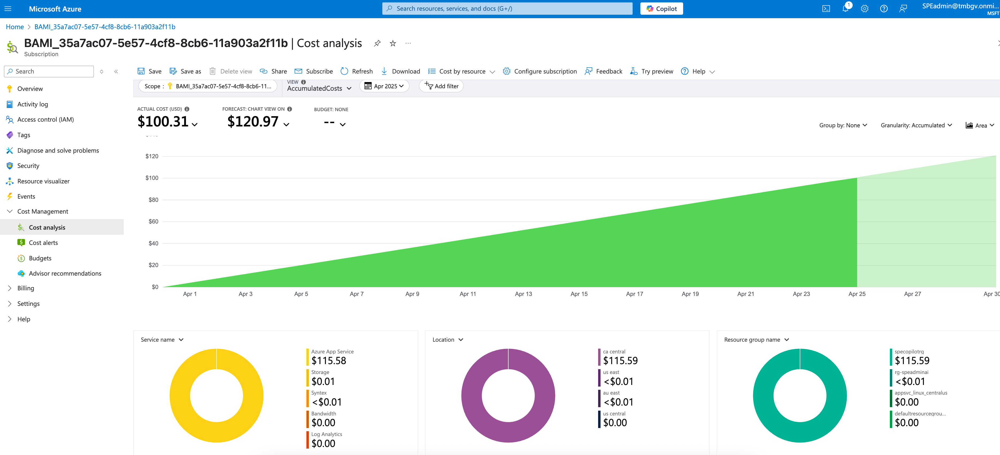 Microsoft Azure
Search resources, services, and docs (G+/)
Copilot
1
SPEadmin@tmbgv.onmi...
MSFT
Home > BAMI_35a7ac07-5e57-4cf8-8cb6-11a903a2f11b
BAMI_35a7ac07-5e57-4cf8-8cb6-11a903a2f11b | Cost analysis
Subscription
Search
Save
Save as
Delete view
Share
Subscribe
Refresh
Download
Cost by resource
Configure subscription
Feedback
Try preview
Help
Overview
Activity log
Access control (IAM)
Tags
Diagnose and solve problems
Security
Resource visualizer
Events
Cost Management
Cost analysis
Cost alerts
Budgets
Advisor recommendations
Billing
Settings
Help
Scope : BAMI_35a7ac07-5e57-4cf8-8cb6-11...
VIEW
AccumulatedCosts
Apr 2025
Add filter
ACTUAL COST (USD)
$100.31
FORECAST: CHART VIEW ON
$120.97
BUDGET: NONE
--
Group by: None
Granularity: Accumulated
Area
$120
$100
$80
$60
$40
$20
$0
Apr 1
Apr 3
Apr 5
Apr 7
Apr 9
Apr 11
Apr 13
Apr 15
Apr 17
Apr 19
Apr 21
Apr 23
Apr 25
Apr 27
Apr 30
Service name
Azure App Service
$115.58
Storage
$0.01
Syntex
<$0.01
Bandwidth
$0.00
Log Analytics
$0.00
Location
ca central
$115.59
us east
<$0.01
au east
<$0.01
us central
$0.00
Resource group name
specopilotrg
$115.59
rg-speadminai
<$0.01
appsvc_linux_centralus
$0.00
defaultresourcegrou...
$0.00